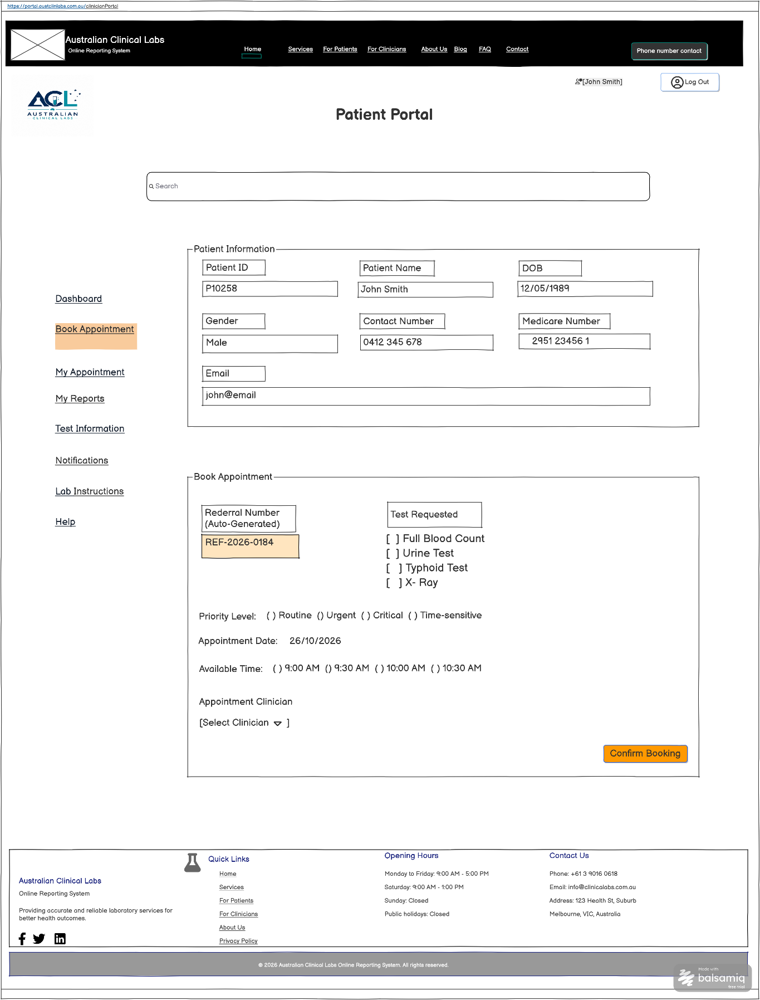 https://portal.austclinlabs.com.au/clinicianPortal
Australian Clinical Labs
Online Reporting System
Home Services For Patients For Clinicians About Us Blog FAQ Contact
Phone number contact
[John Smith]
Log Out
ACL
AUSTRALIAN
CLINICAL LABS
Patient Portal
Search
Dashboard
Book Appointment
My Appointment
My Reports
Test Information
Notifications
Lab Instructions
Help
Patient Information
Patient ID Patient Name DOB
P10258 John Smith 12/05/1989
Gender Contact Number Medicare Number
Male 0412 345 678 2951 23456 1
Email
john@email
Book Appointment
Rederral Number
(Auto-Generated)
REF-2026-0184
Test Requested
[ ] Full Blood Count
[ ] Urine Test
[ ] Typhoid Test
[ ] X- Ray
Priority Level: ( ) Routine () Urgent ( ) Critical ( ) Time-sensitive
Appointment Date: 26/10/2026
Available Time: ( ) 9:00 AM () 9:30 AM ( ) 10:00 AM ( ) 10:30 AM
Appointment Clinician
[Select Clinician ]
Confirm Booking
Australian Clinical Labs
Online Reporting System
Providing accurate and reliable laboratory services for
better health outcomes.
Quick Links
Home
Services
For Patients
For Clinicians
About Us
Privacy Policy
Opening Hours
Monday to Friday: 9:00 AM - 5:00 PM
Saturday: 9:00 AM - 1:00 PM
Sunday: Closed
Public holidays: Closed
Contact Us
Phone: +61 3 9016 0618
Email: info@clinicalabs.com.au
Address: 123 Health St, Suburb
Melbourne, VIC, Australia
© 2026 Australian Clinical Labs Online Reporting System. All rights reserved.
Made with
balsamiq
free trial